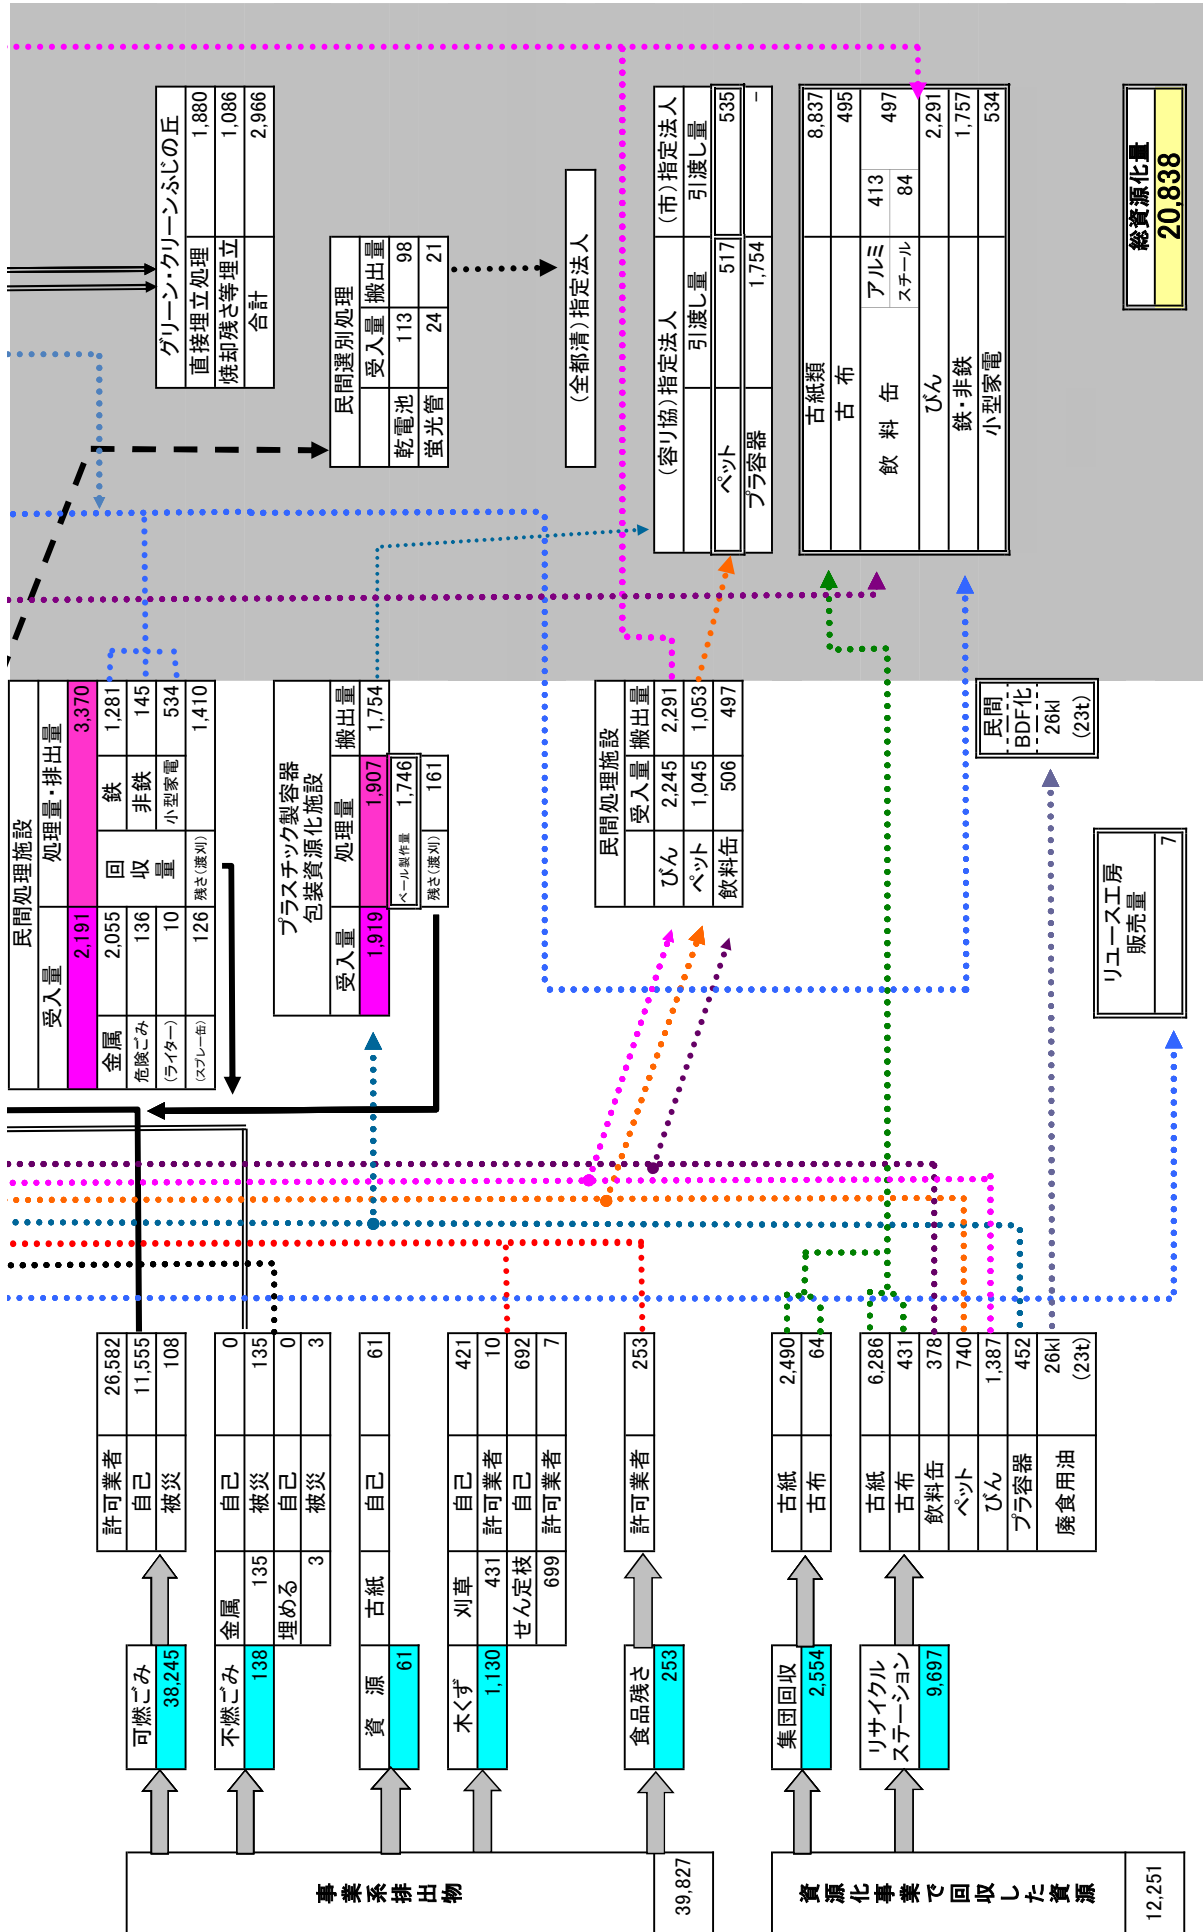 事業系排出物
39,827
可燃ごみ
38,245
許可業者 26,582
自己 11,555
被災 108
不燃ごみ
138
金属 自己 0
135 被災 135
埋める 自己 0
3 被災 3
資 源 古紙 自己 61
61
木くず
1,130
刈草 自己 421
431 許可業者 10
せん定枝 自己 692
699 許可業者 7
食品残さ
253
許可業者 253
資源化事業で回収した資源
12,251
集団回収
2,554
古紙 2,490
古布 64
リサイクル
ステーション
9,697
古紙 6,286
古布 431
飲料缶 378
ペット 740
びん 1,387
プラ容器 452
廃食用油 26kl
(23t)
民間処理施設
受入量 処理量・排出量
2,191 3,370
金属 2,055 回収量 鉄 1,281
危険ごみ 136 非鉄 145
(ライター) 10 小型家電 534
(スプレー缶) 126 残さ(渡刈) 1,410
プラスチック製容器
包装資源化施設
受入量 処理量 搬出量
1,919 1,907 1,754
ベール製作量 1,746
残さ(渡刈) 161
民間処理施設
受入量 搬出量
びん 2,245 2,291
ペット 1,045 1,053
飲料缶 506 497
民間
BDF化
26kl
(23t)
リユース工房
販売量
7
グリーン・クリーンふじの丘
直接埋立処理 1,880
焼却残さ等埋立 1,086
合計 2,966
民間選別処理
受入量 搬出量
乾電池 113 98
蛍光管 24 21
(全都清)指定法人
(容リ協)指定法人 (市)指定法人
引渡し量 引渡し量
ペット 517 535
プラ容器 1,754 -
古紙類 8,837
古 布 495
飲 料 缶 アルミ 413 497
スチール 84
びん 2,291
鉄・非鉄 1,757
小型家電 534
総資源化量
20,838